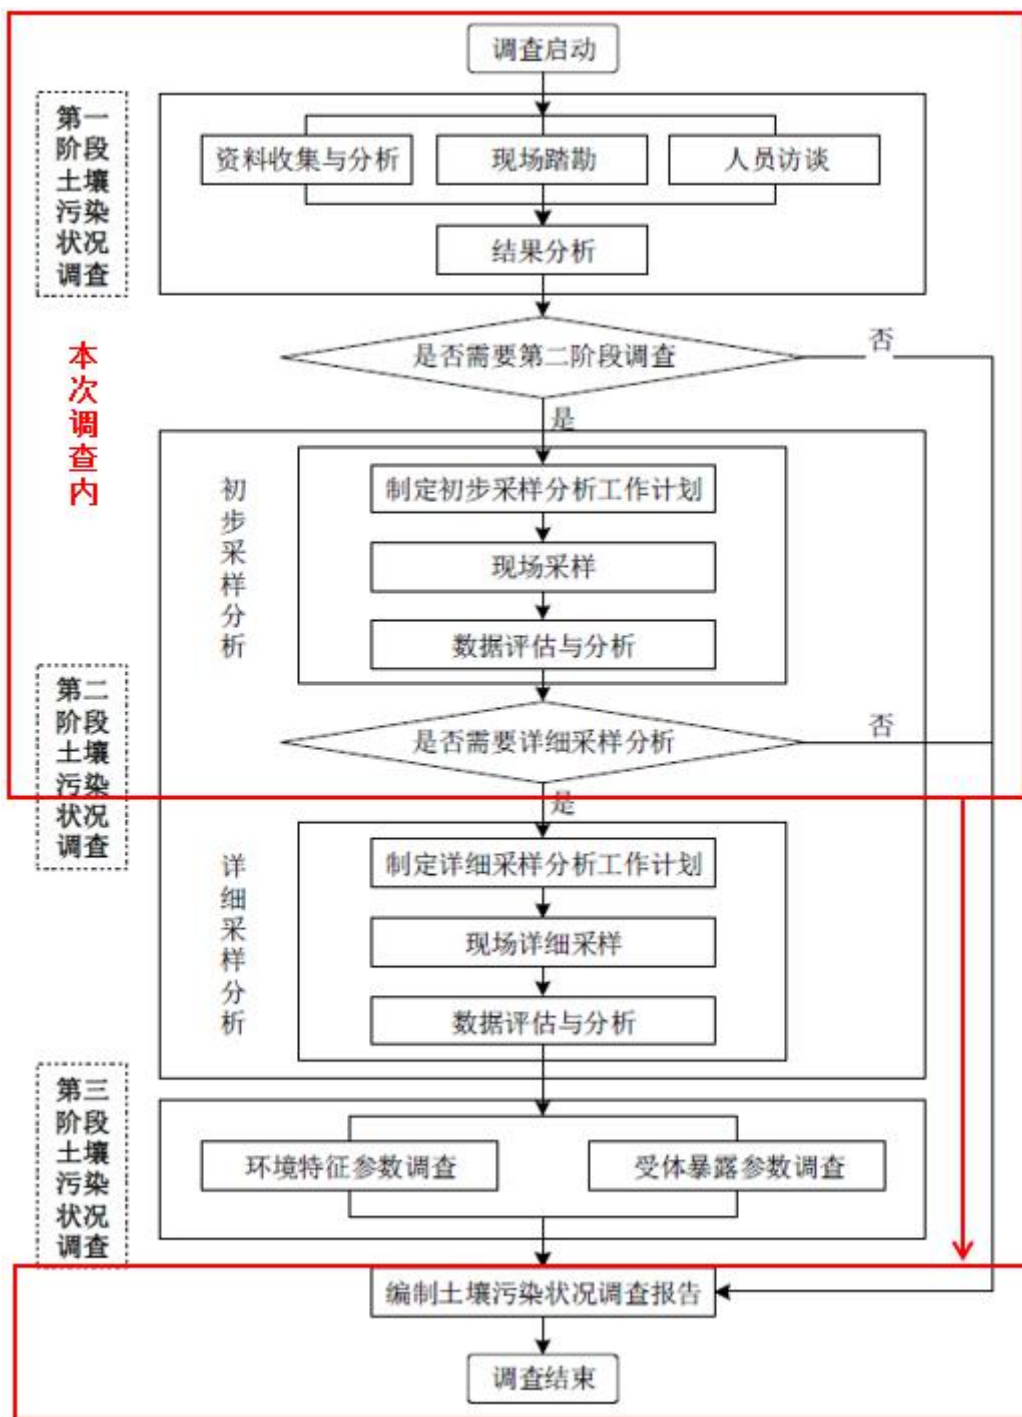 调查启动
第一
阶段
土壤
污染
状况
调查
资料收集与分析
现场踏勘
人员访谈
结果分析
是否需要第二阶段调查
否
是
本次调查内
初步采样分析
制定初步采样分析工作计划
现场采样
数据评估与分析
第二
阶段
土壤
污染
状况
调查
是否需要详细采样分析
否
是
详细采样分析
制定详细采样分析工作计划
现场详细采样
数据评估与分析
第三
阶段
土壤
污染
状况
调查
环境特征参数调查
受体暴露参数调查
编制土壤污染状况调查报告
调查结束